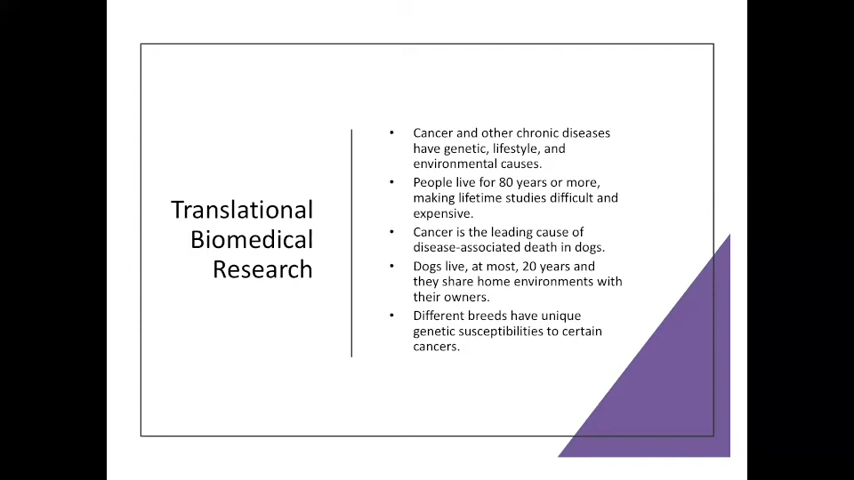 Translational
Biomedical
Research
• Cancer and other chronic diseases
have genetic, lifestyle, and
environmental causes.
• People live for 80 years or more,
making lifetime studies difficult and
expensive.
• Cancer is the leading cause of
disease-associated death in dogs.
• Dogs live, at most, 20 years and
they share home environments with
their owners.
• Different breeds have unique
genetic susceptibilities to certain
cancers.